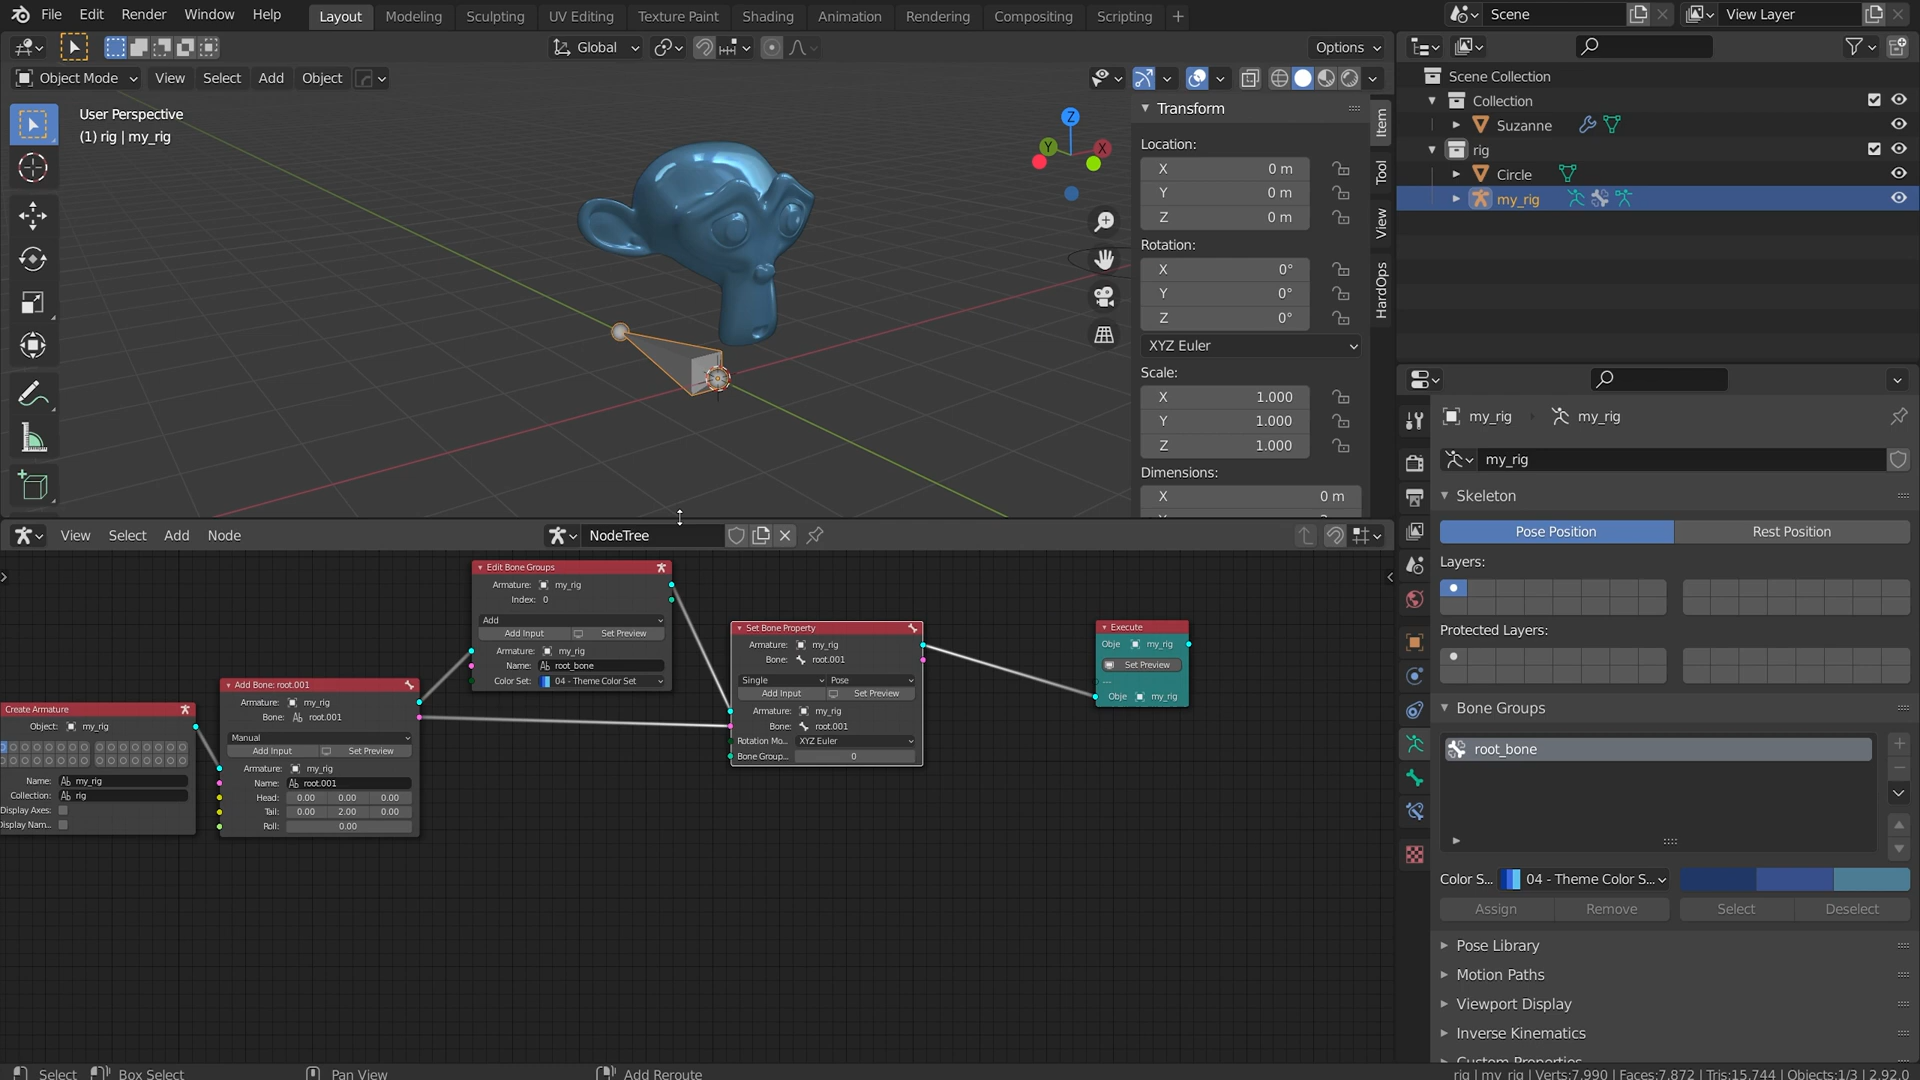 File Edit Render Window Help Layout Modeling Sculpting UV Editing Texture Paint Shading Animation Rendering Compositing Scripting + Scene View Layer
Global Options
Object Mode View Select Add Object
User Perspective
(1) rig | my_rig
Z
Y
X
Transform
Location:
X 0 m
Y 0 m
Z 0 m
Rotation:
X 0°
Y 0°
Z 0°
XYZ Euler
Scale:
X 1.000
Y 1.000
Z 1.000
Dimensions:
X 0 m
Item
Tool
View
HardOps
Scene Collection
Collection
Suzanne
rig
Circle
my_rig
my_rig my_rig
my_rig
Skeleton
Pose Position Rest Position
Layers:
Protected Layers:
Bone Groups
root_bone
Color S... 04 - Theme Color S...
Assign Remove Select Deselect
Pose Library
Motion Paths
Viewport Display
Inverse Kinematics
Custom Properties
View Select Add Node NodeTree
Create Armature
Object: my_rig
Name: Ab my_rig
Collection: Ab rig
Display Axes:
isplay Nam...
Add Bone: root.001
Armature: my_rig
Bone: Ab root.001
Manual
Add Input Set Preview
Armature: my_rig
Name: Ab root.001
Head: 0.00 0.00 0.00
Tail: 0.00 2.00 0.00
Roll: 0.00
Edit Bone Groups
Armature: my_rig
Index: 0
Add
Add Input Set Preview
Armature: my_rig
Name: Ab root_bone
Color Set: 04 - Theme Color Set
Set Bone Property
Armature: my_rig
Bone: root.001
Single Pose
Add Input Set Preview
Armature: my_rig
Bone: root.001
Rotation Mo... XYZ Euler
Bone Group... 0
Execute
Obje my_rig
Set Preview
...
Obje my_rig
Select Box Select Pan View Add Reroute rig | my_rig | Verts:7,990 | Faces:7,872 | Tris:15,744 | Objects:1/3 | 2.92.0